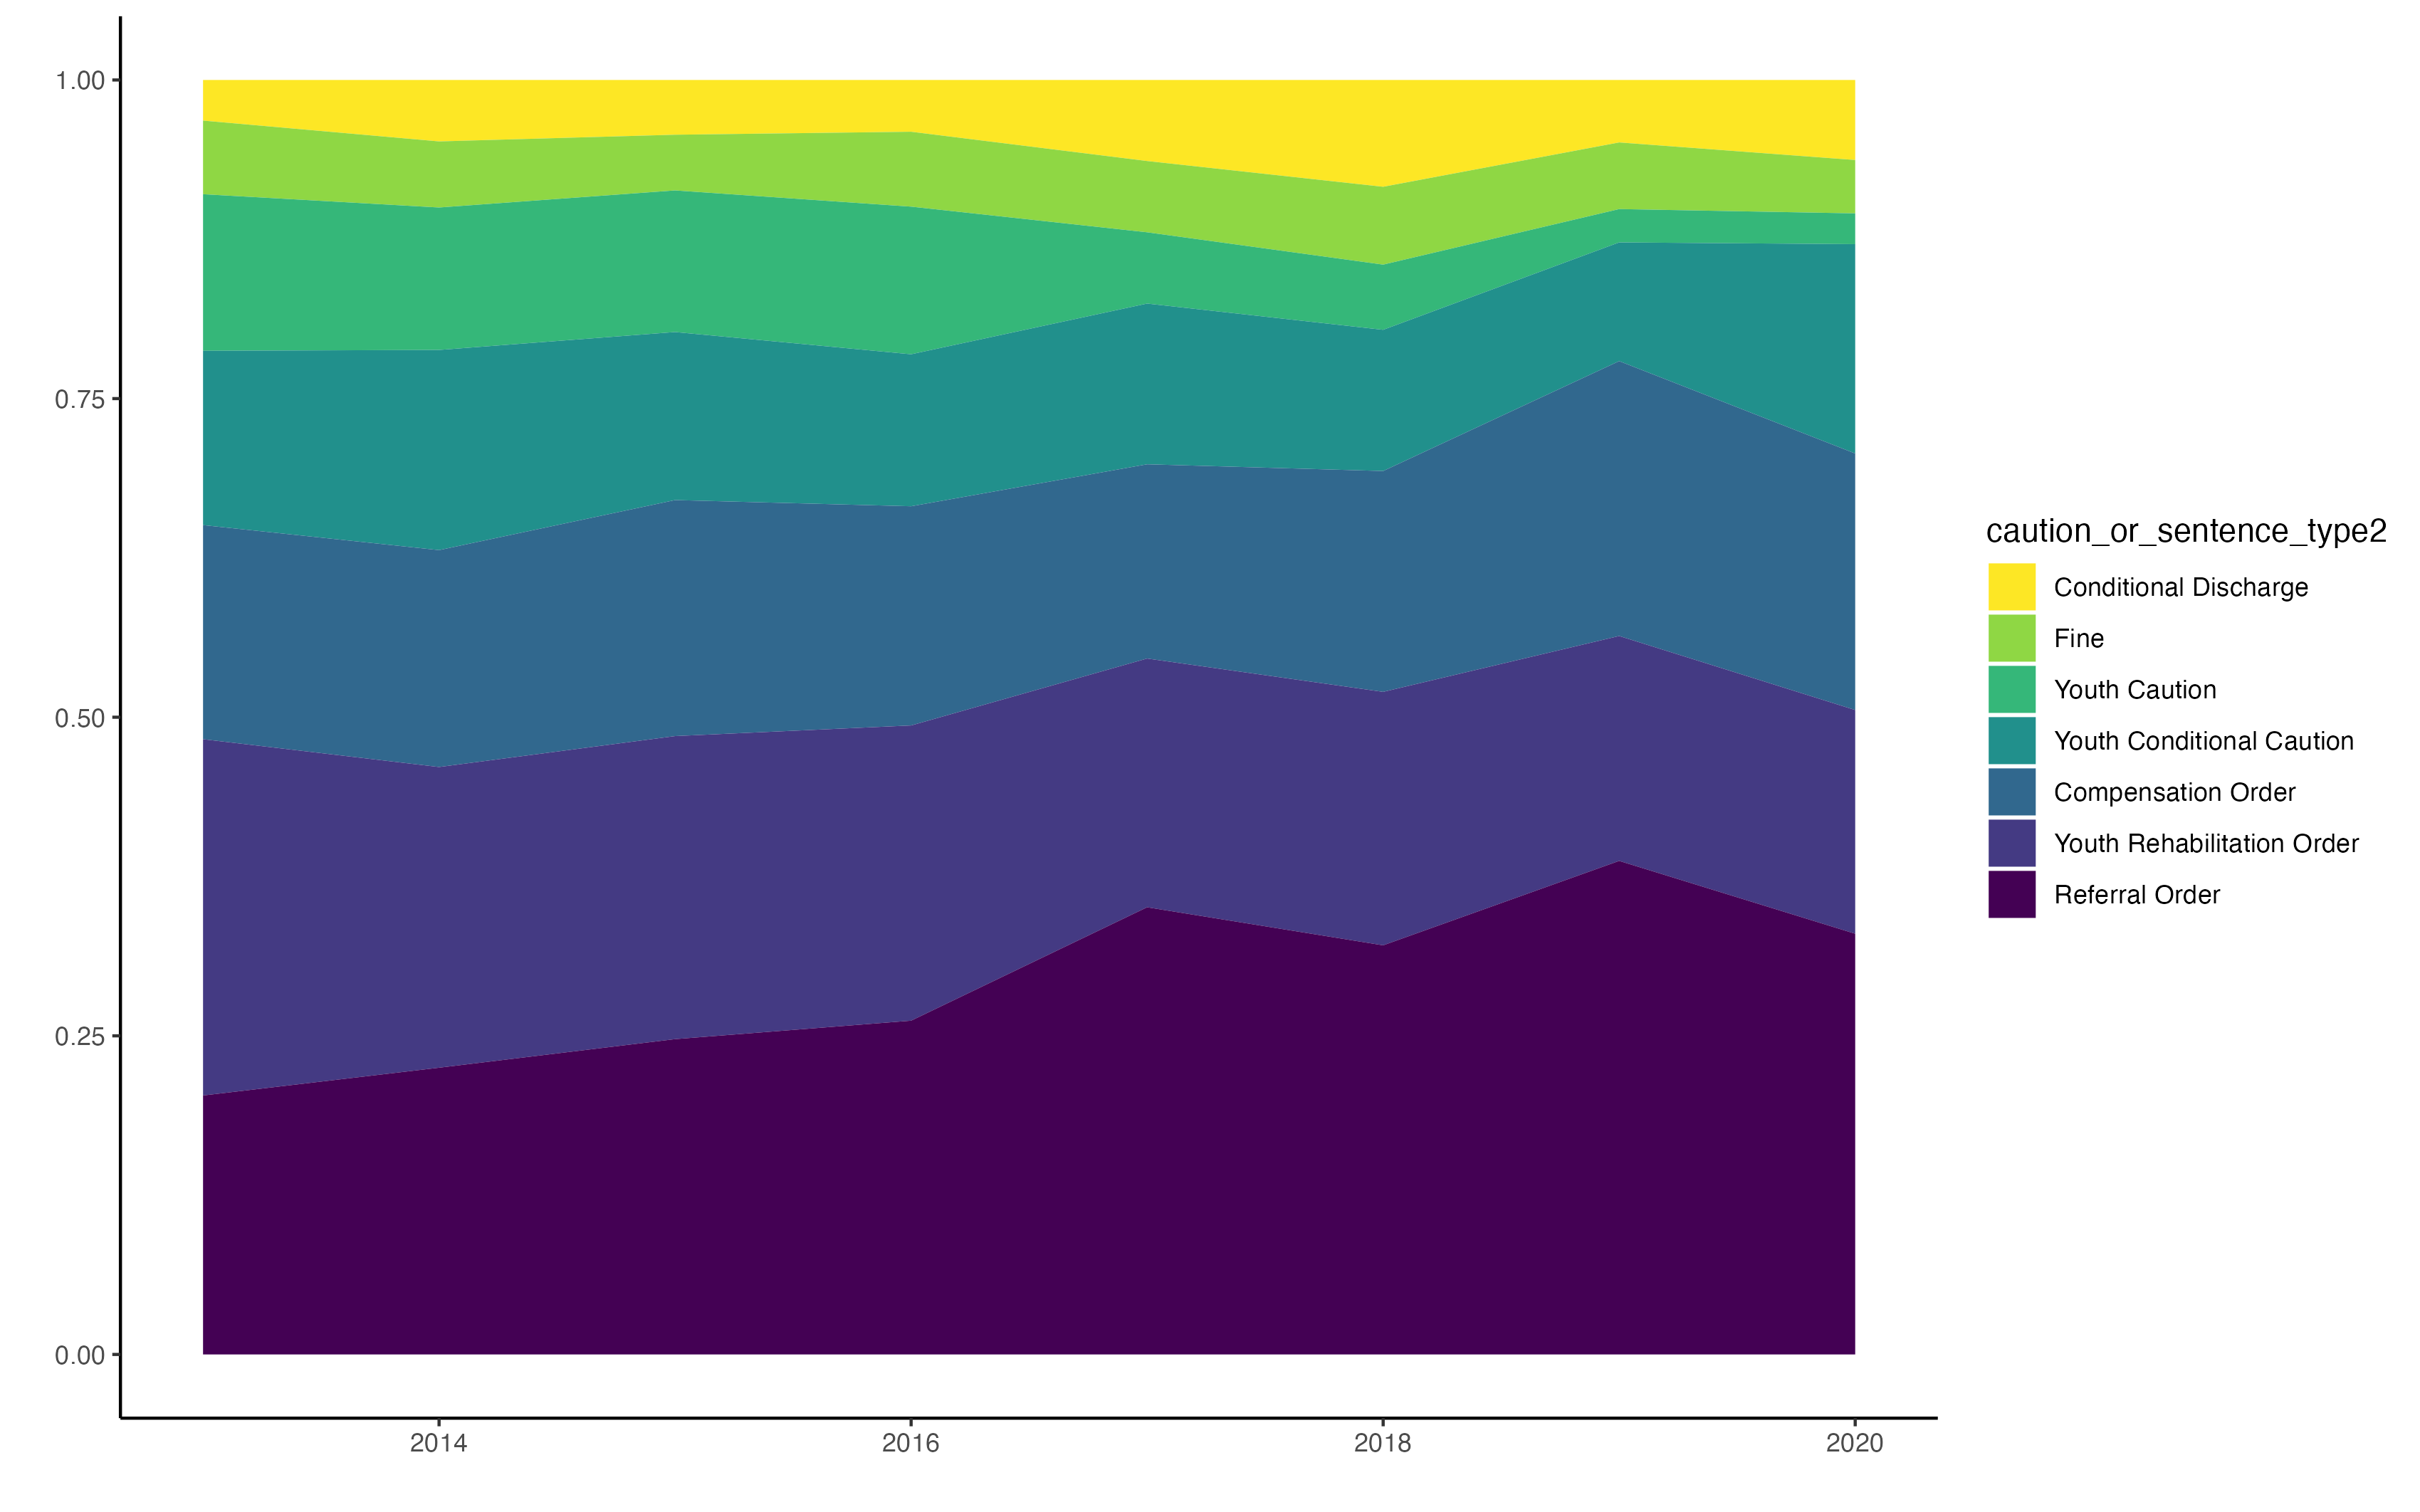 1.00
0.75
0.50
0.25
0.00
2014
2016
2018
2020
caution_or_sentence_type2
Conditional Discharge
Fine
Youth Caution
Youth Conditional Caution
Compensation Order
Youth Rehabilitation Order
Referral Order